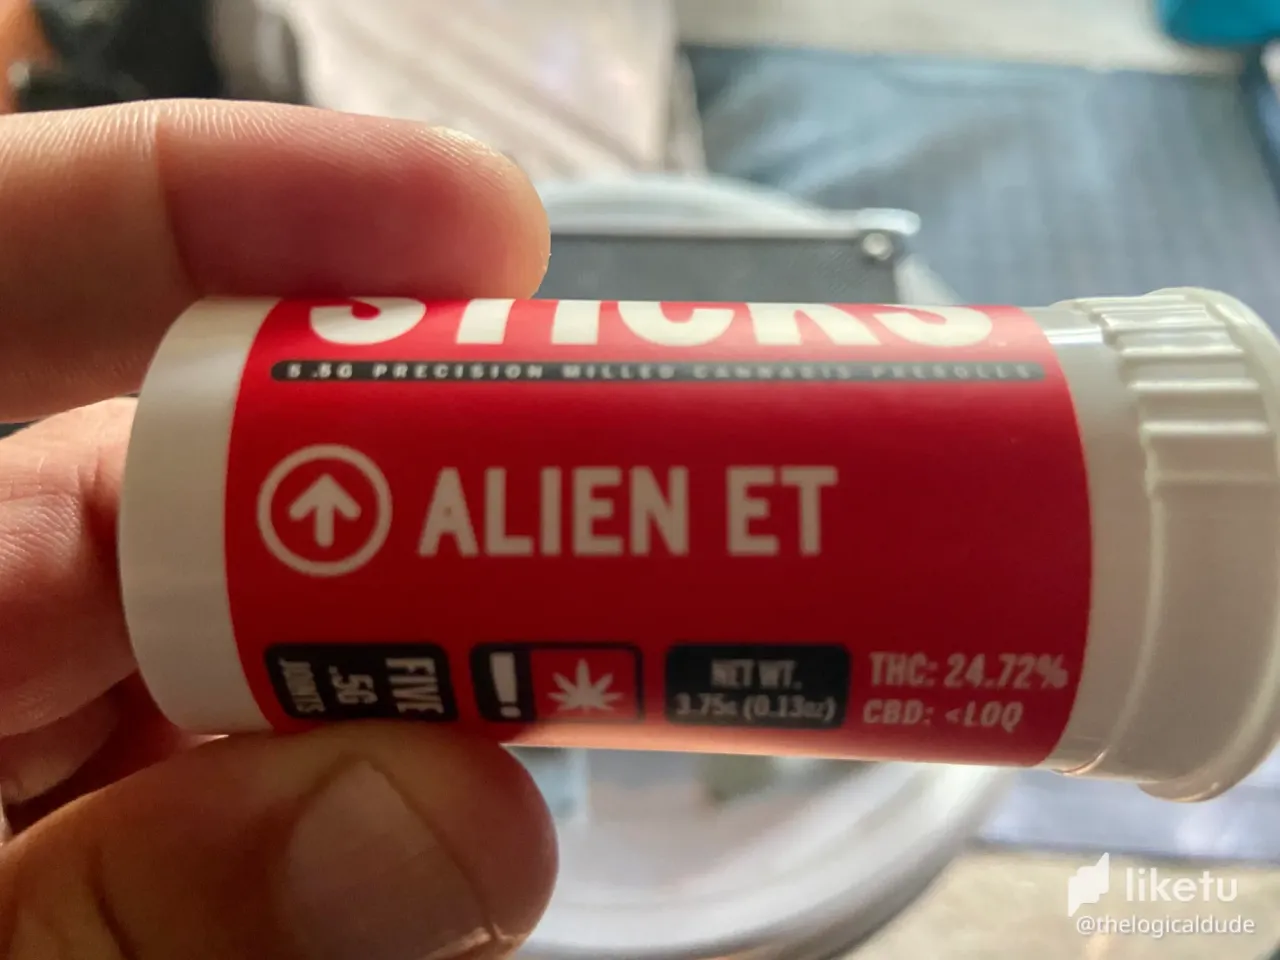 STICKS
5 .5G PRECISION MILLED CANNABIS PREROLLS
ALIEN ET
FIVE
.5G
JOINTS
!
NET WT.
3.75G (0.13oz)
THC: 24.72%
CBD: <LOQ
liketu
@thelogicaldude